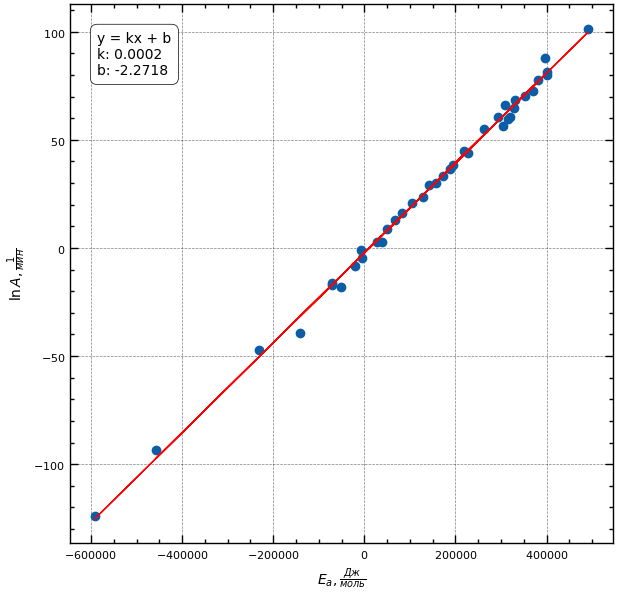 y = kx + b
k: 0.0002
b: -2.2718
100
50
0
−50
−100
ln A, 1/мин
−600000 −400000 −200000 0 200000 400000
Eₐ, Дж/моль